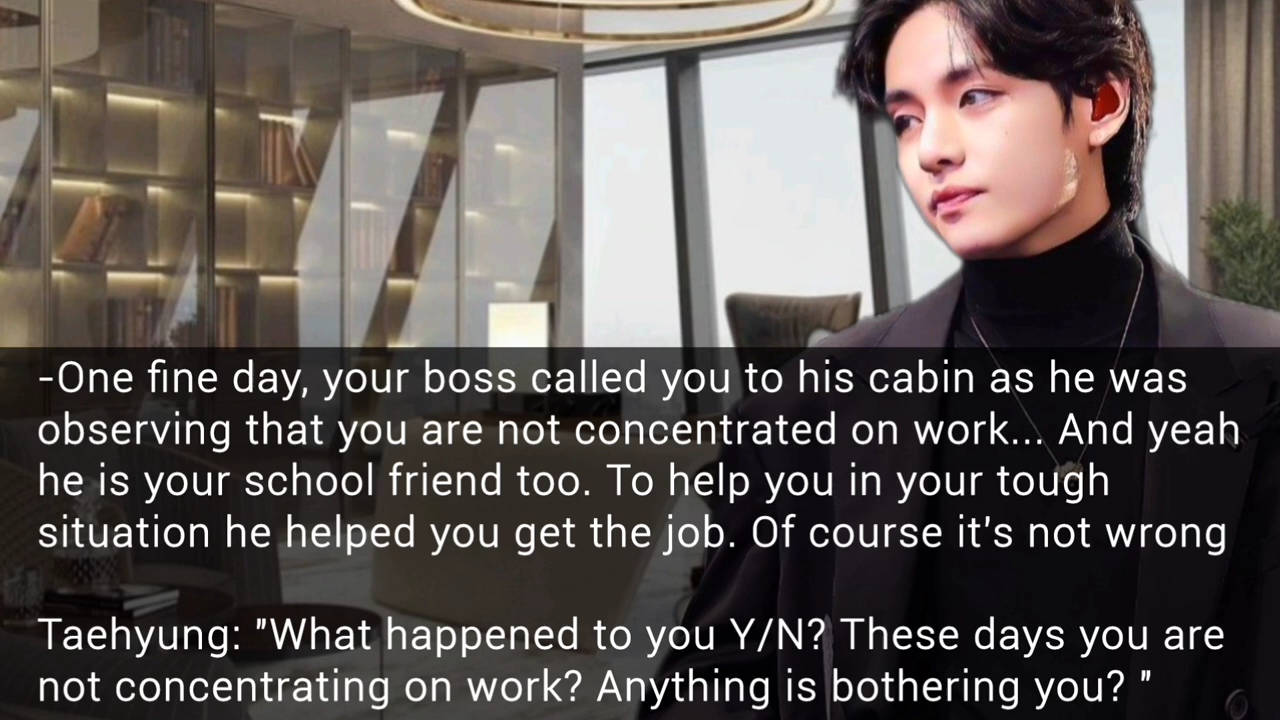 -One fine day, your boss called you to his cabin as he was
observing that you are not concentrated on work... And yeah
he is your school friend too. To help you in your tough
situation he helped you get the job. Of course it's not wrong
Taehyung: "What happened to you Y/N? These days you are
not concentrating on work? Anything is bothering you? "